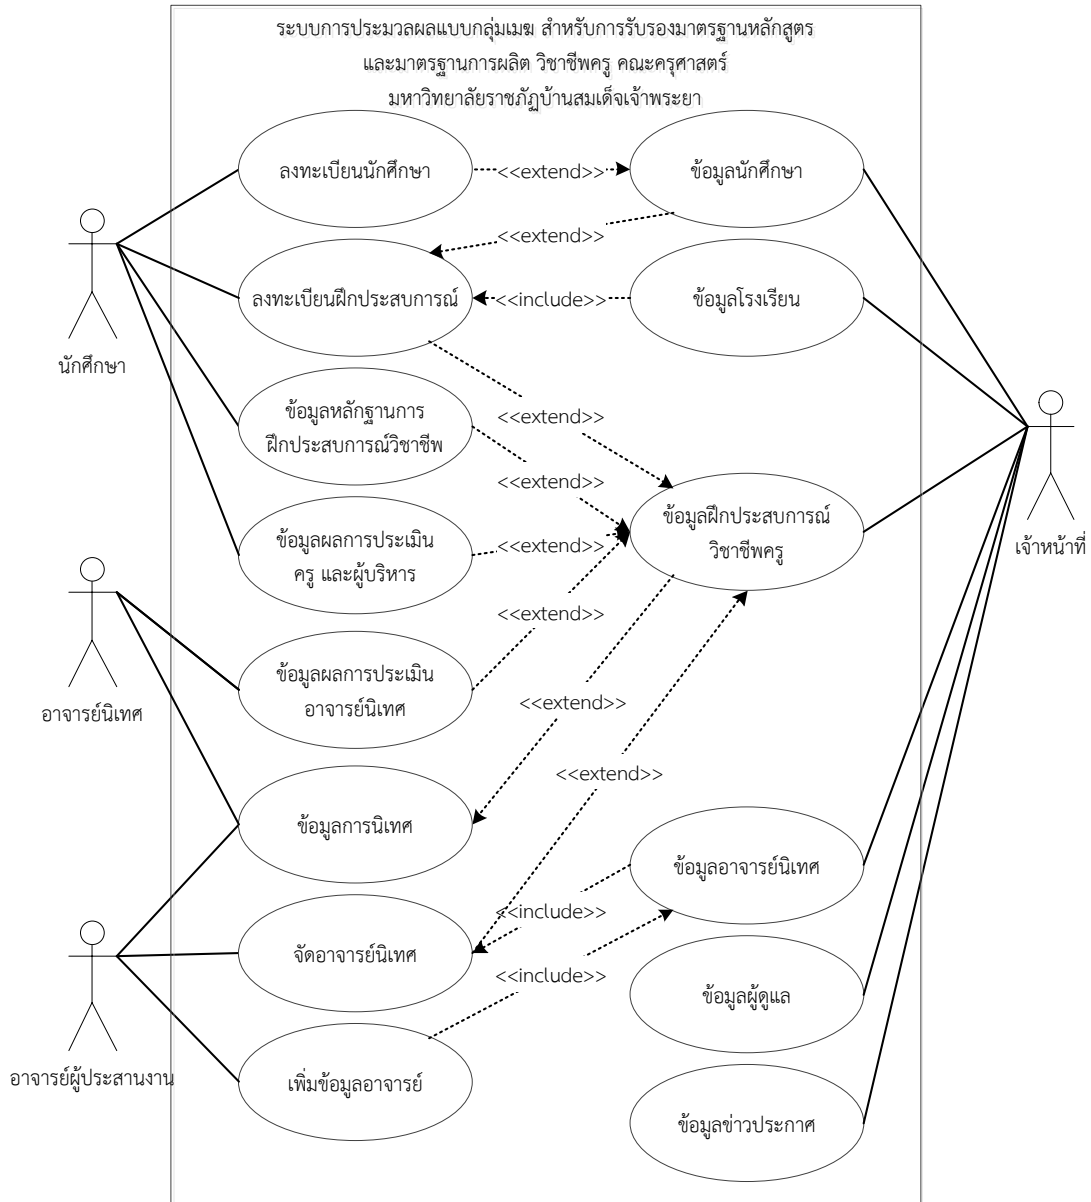 ระบบการประมวลผลแบบกลุ่มเมฆ สำหรับการรับรองมาตรฐานหลักสูตร
และมาตรฐานการผลิต วิชาชีพครู คณะครุศาสตร์
มหาวิทยาลัยราชภัฏบ้านสมเด็จเจ้าพระยา
ลงทะเบียนนักศึกษา
<<extend>>
ข้อมูลนักศึกษา
<<extend>>
ลงทะเบียนฝึกประสบการณ์
<<include>>
ข้อมูลโรงเรียน
นักศึกษา
ข้อมูลหลักฐานการ
ฝึกประสบการณ์วิชาชีพ
<<extend>>
<<extend>>
ข้อมูลฝึกประสบการณ์
วิชาชีพครู
เจ้าหน้าที่
ข้อมูลผลการประเมิน
ครู และผู้บริหาร
<<extend>>
<<extend>>
ข้อมูลผลการประเมิน
อาจารย์นิเทศ
อาจารย์นิเทศ
<<extend>>
<<extend>>
ข้อมูลการนิเทศ
ข้อมูลอาจารย์นิเทศ
<<include>>
จัดอาจารย์นิเทศ
<<include>>
ข้อมูลผู้ดูแล
อาจารย์ผู้ประสานงาน
เพิ่มข้อมูลอาจารย์
ข้อมูลข่าวประกาศ